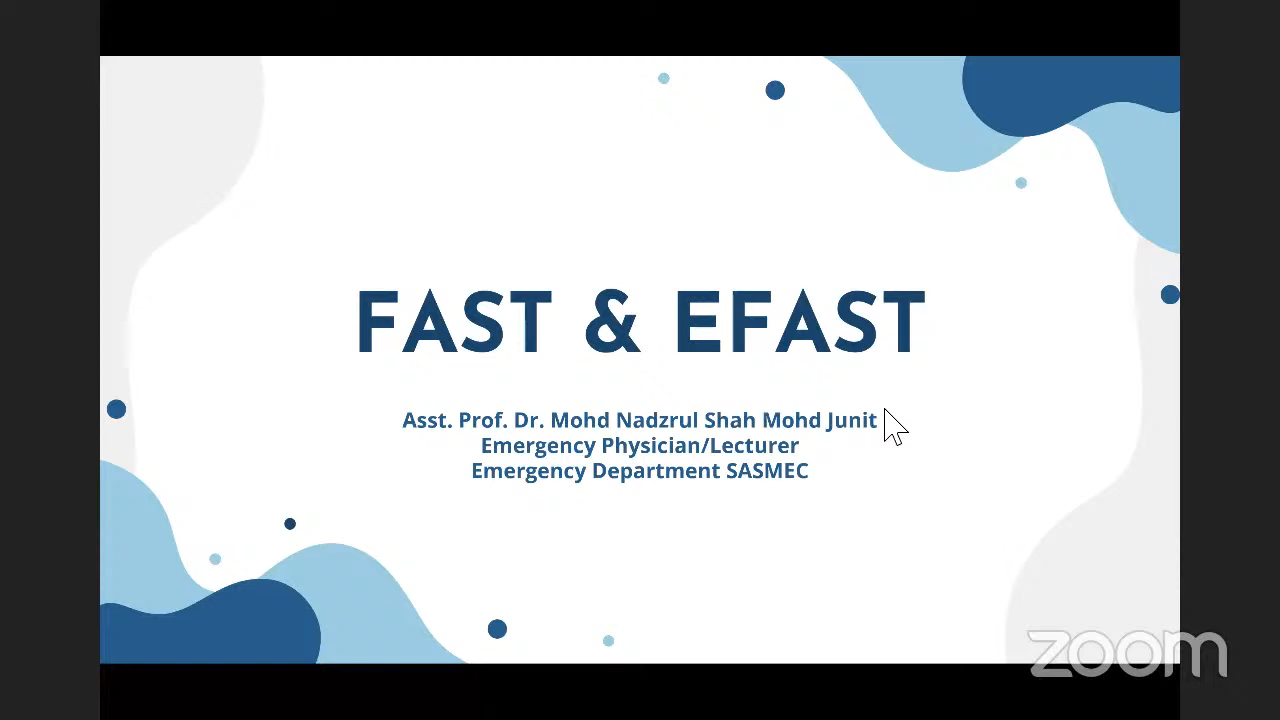 FAST & EFAST
Asst. Prof. Dr. Mohd Nadzrul Shah Mohd Junit
Emergency Physician/Lecturer
Emergency Department SASMEC
zoom